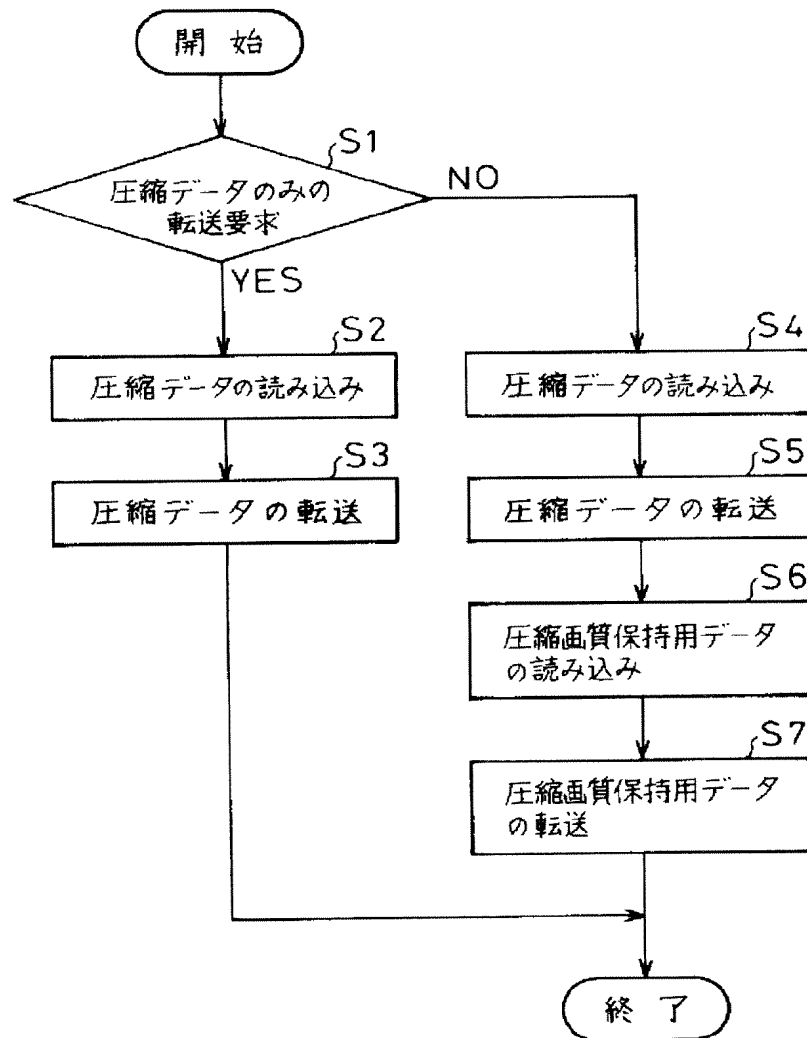 開始
S1
圧縮データのみの
転送要求
NO
YES
S2
圧縮データの読み込み
S3
圧縮データの転送
S4
圧縮データの読み込み
S5
圧縮データの転送
S6
圧縮画質保持用データ
の読み込み
S7
圧縮画質保持用データ
の転送
終了